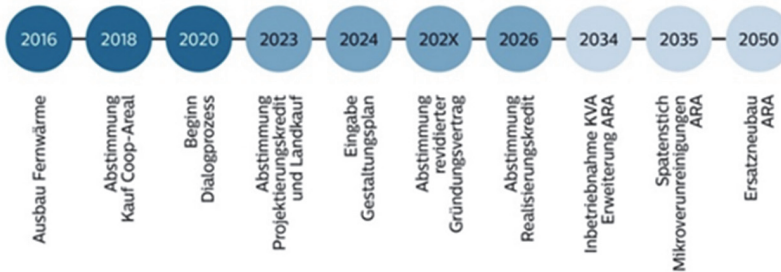 2016
2018
2020
2023
2024
202X
2026
2034
2035
2050
Ausbau Fernwärme
Abstimmung
Kauf Coop-Areal
Beginn
Dialogprozess
Abstimmung
Projektierungskredit
und Landkauf
Eingabe
Gestaltungsplan
Abstimmung
revidierter
Gründungsvertrag
Abstimmung
Realisierungskredit
Inbetriebnahme KVA
Erweiterung ARA
Spatenstich
Mikroverunreinigungen
ARA
Ersatzneubau
ARA